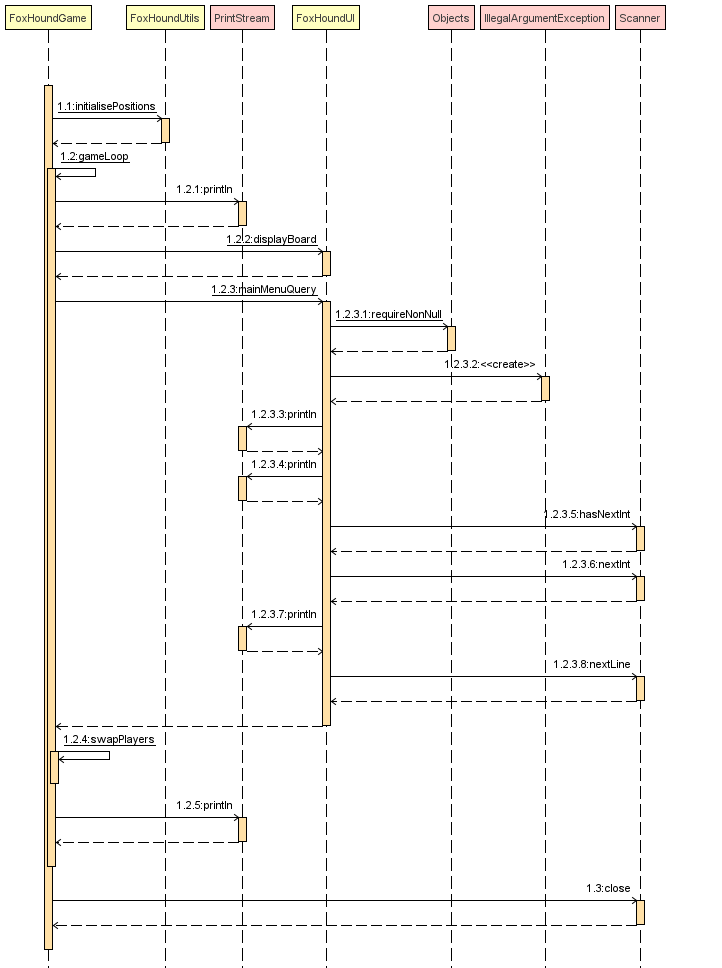 FoxHoundGame FoxHoundUtils PrintStream FoxHoundUI Objects IllegalArgumentException Scanner
1.1:initialisePositions
1.2:gameLoop
1.2.1:println
1.2.2:displayBoard
1.2.3:mainMenuQuery
1.2.3.1:requireNonNull
1.2.3.2:<<create>>
1.2.3.3:println
1.2.3.4:println
1.2.3.5:hasNextInt
1.2.3.6:nextInt
1.2.3.7:println
1.2.3.8:nextLine
1.2.4:swapPlayers
1.2.5:println
1.3:close